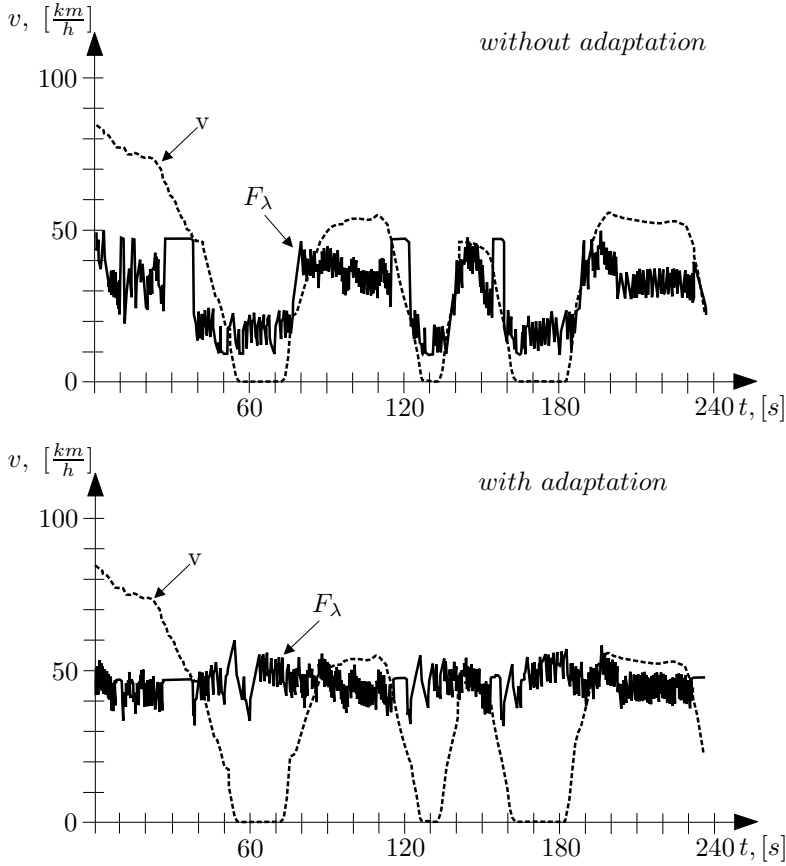 v, [km/h]
without adaptation
100
v
F_λ
50
0
60 120 180 240 t, [s]
v, [km/h]
with adaptation
100
v
F_λ
50
0
60 120 180 240 t, [s]